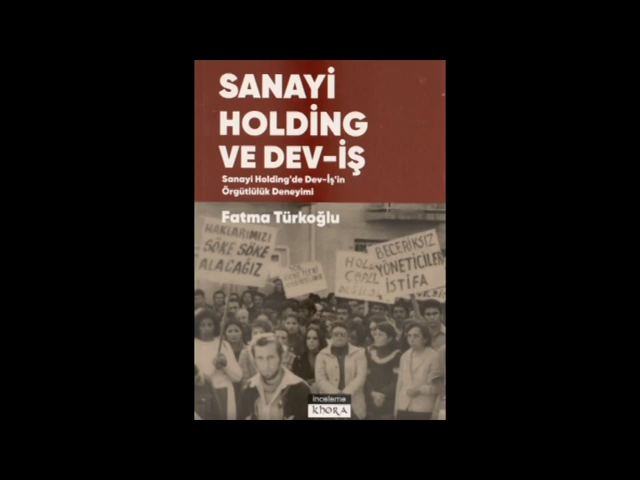 SANAYİ
HOLDİNG
VE DEV-İŞ
Sanayi Holding'de Dev-İş'in
Örgütlülük Deneyimi
Fatma Türkoğlu
HAKLARIMIZI
SÖKE SÖKE
ALACAĞIZ
BECERİKSİZ
YÖNETİCİLER
İSTİFA
inceleme
KHORA